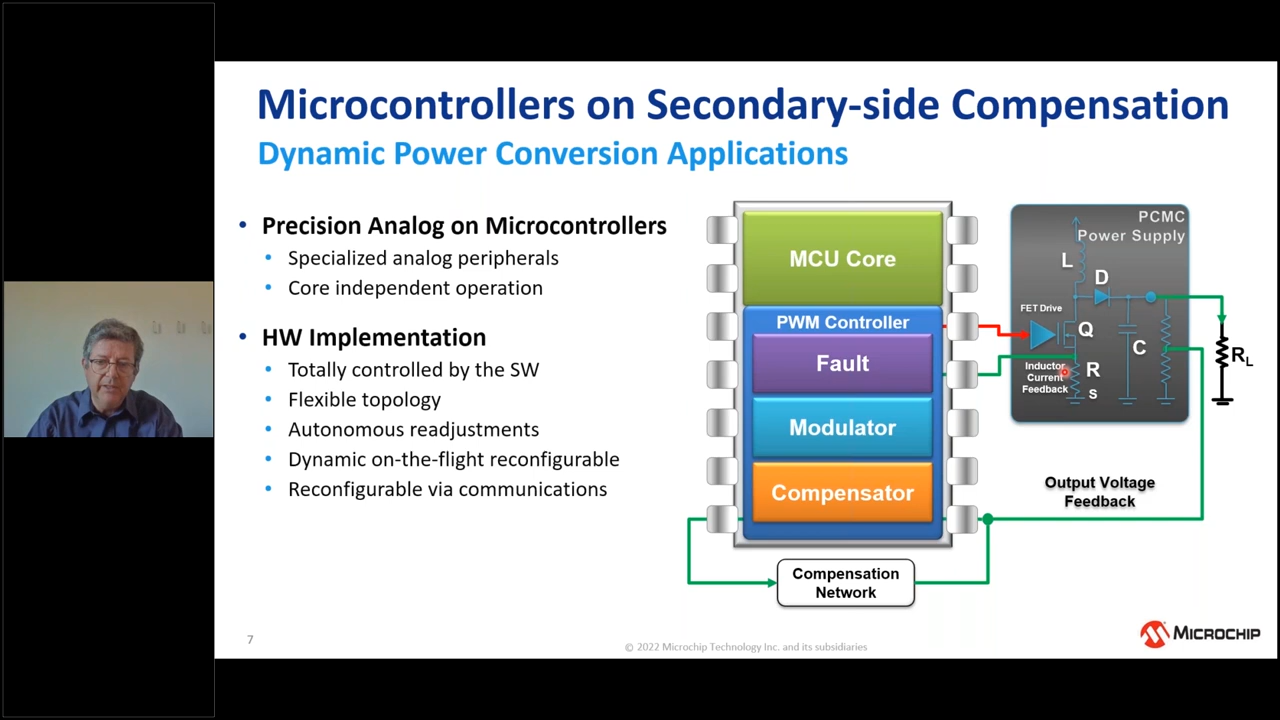 Microcontrollers on Secondary-side Compensation
Dynamic Power Conversion Applications
• Precision Analog on Microcontrollers
• Specialized analog peripherals
• Core independent operation
• HW Implementation
• Totally controlled by the SW
• Flexible topology
• Autonomous readjustments
• Dynamic on-the-flight reconfigurable
• Reconfigurable via communications
MCU Core
PWM Controller
Fault
Modulator
Compensator
Compensation
Network
PCMC
Power Supply
L
D
FET Drive
Q
C
Inductor
Current
Feedback
R
s
RL
Output Voltage
Feedback
7
© 2022 Microchip Technology Inc. and its subsidiaries
MICROCHIP